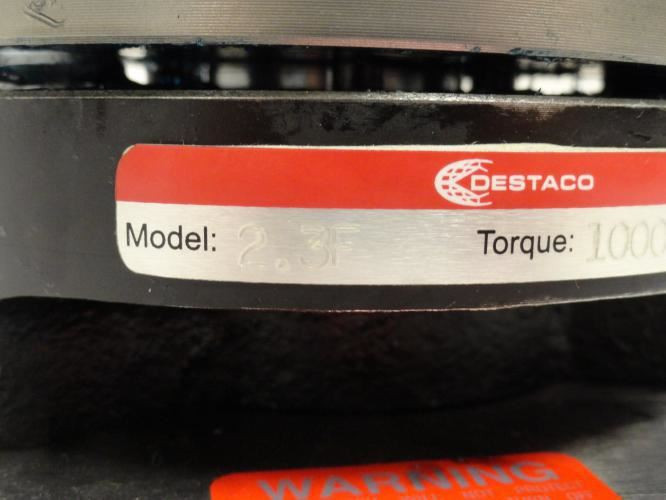 DESTACO
Model: 2.3F Torque: 1000
WARNING